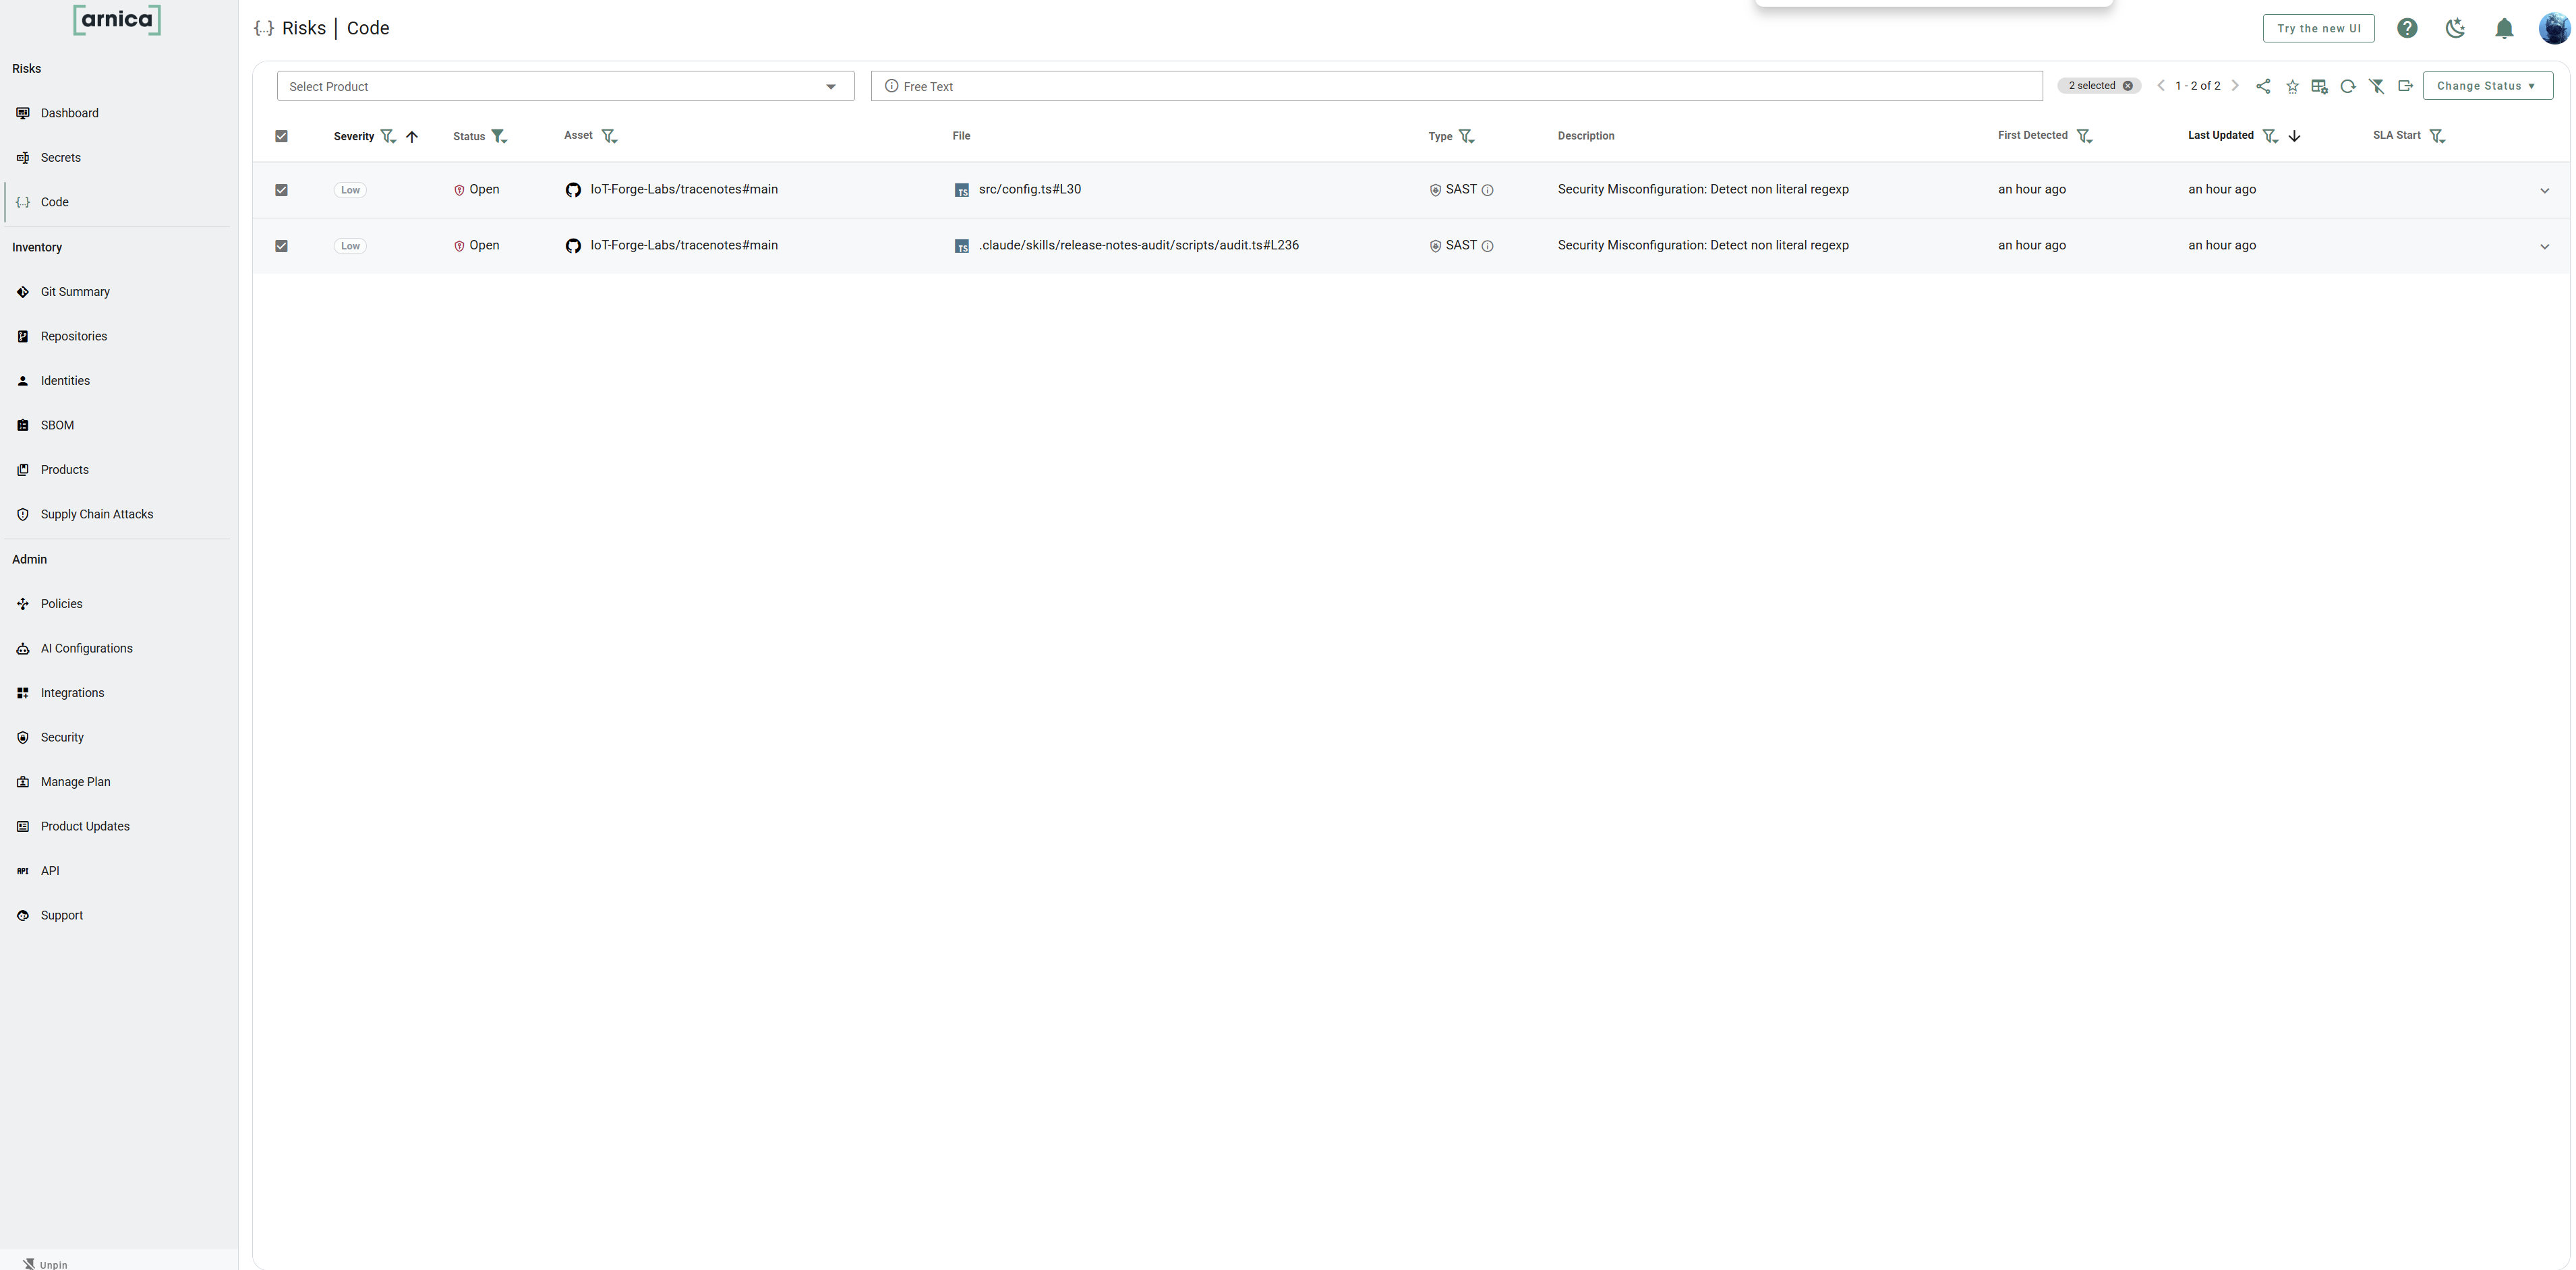 arnica
Risks
Dashboard
Secrets
{..} Code
Inventory
Git Summary
Repositories
Identities
SBOM
Products
Supply Chain Attacks
Admin
Policies
AI Configurations
Integrations
Security
Manage Plan
Product Updates
API API
Support
Unpin
{..} Risks | Code
Try the new UI
Select Product
Free Text
2 selected
1 - 2 of 2
Change Status
Severity Status Asset File Type Description First Detected Last Updated SLA Start
Low Open IoT-Forge-Labs/tracenotes#main TS src/config.ts#L30 SAST Security Misconfiguration: Detect non literal regexp an hour ago an hour ago
Low Open IoT-Forge-Labs/tracenotes#main TS .claude/skills/release-notes-audit/scripts/audit.ts#L236 SAST Security Misconfiguration: Detect non literal regexp an hour ago an hour ago